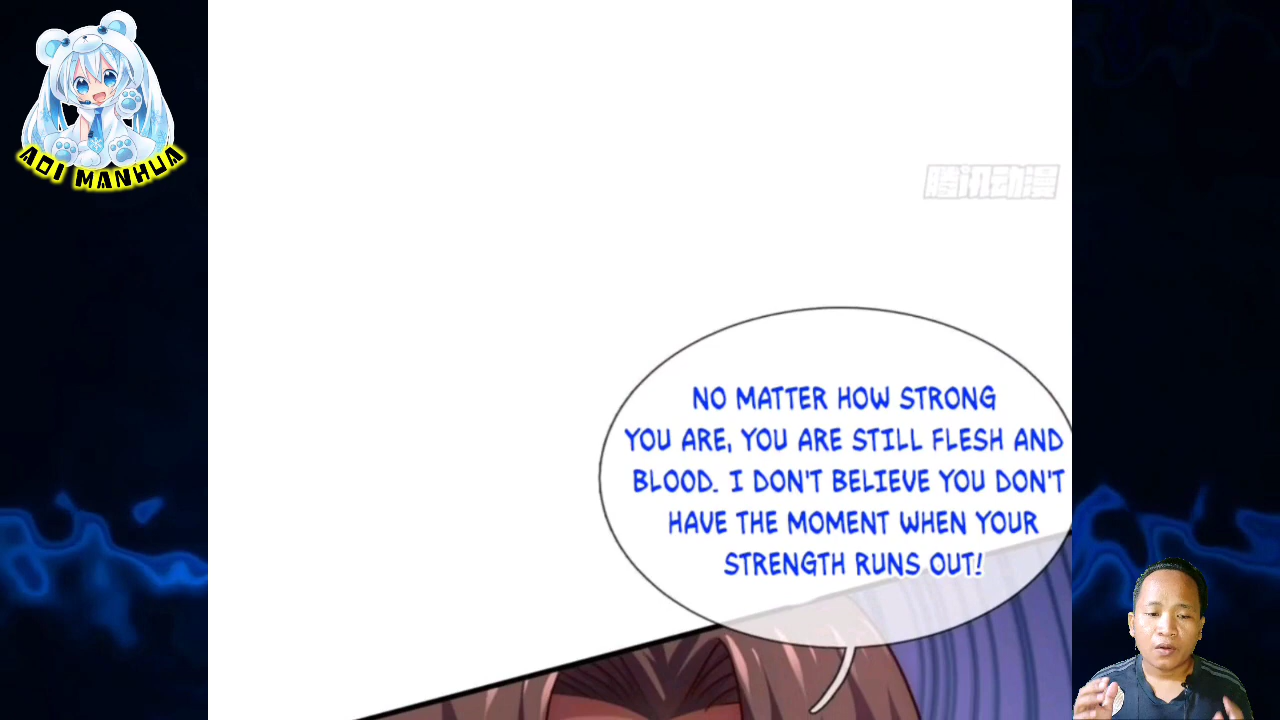 AOI MANHUA
腾讯动漫
NO MATTER HOW STRONG
YOU ARE, YOU ARE STILL FLESH AND
BLOOD. I DON'T BELIEVE YOU DON'T
HAVE THE MOMENT WHEN YOUR
STRENGTH RUNS OUT!